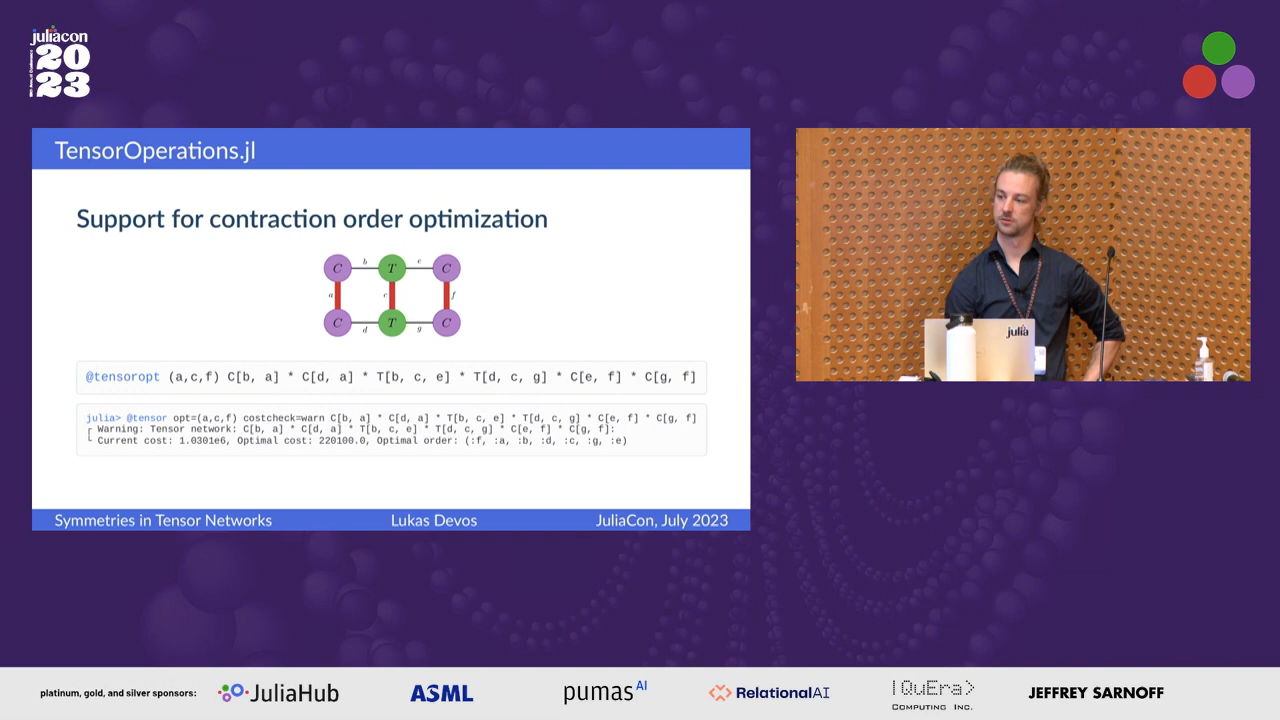 juliacon
20
23
TensorOperations.jl
Support for contraction order optimization
C b T e C
a c f
C d T g C
@tensoropt (a,c,f) C[b, a] * C[d, a] * T[b, c, e] * T[d, c, g] * C[e, f] * C[g, f]
julia> @tensor opt=(a,c,f) costcheck=warn C[b, a] * C[d, a] * T[b, c, e] * T[d, c, g] * C[e, f] * C[g, f]
Warning: Tensor network: C[b, a] * C[d, a] * T[b, c, e] * T[d, c, g] * C[e, f] * C[g, f]:
Current cost: 1.0301e6, Optimal cost: 220100.0, Optimal order: (:f, :a, :b, :d, :c, :g, :e)
Symmetries in Tensor Networks Lukas Devos JuliaCon, July 2023
julia
platinum, gold, and silver sponsors: JuliaHub ASML pumas AI RelationalAI |QuEra> COMPUTING INC. JEFFREY SARNOFF